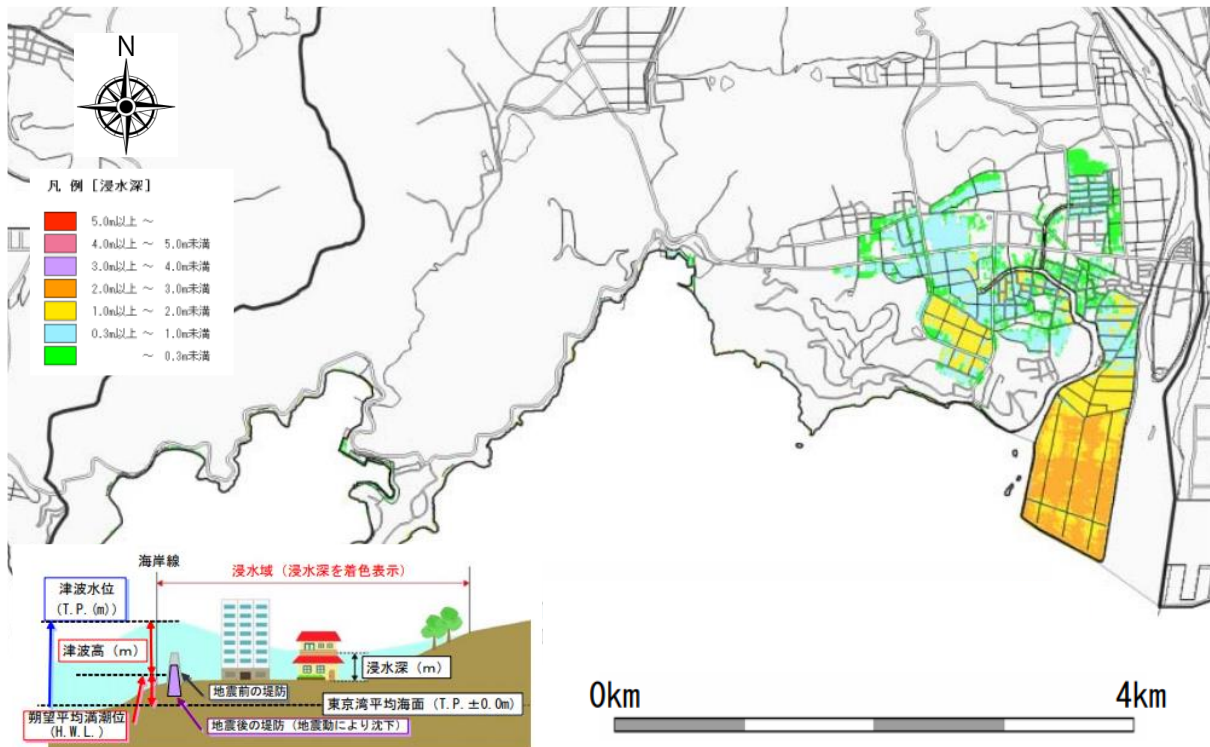 N
凡 例 [浸水深]
5.0m以上 ～
4.0m以上 ～ 5.0m未満
3.0m以上 ～ 4.0m未満
2.0m以上 ～ 3.0m未満
1.0m以上 ～ 2.0m未満
0.3m以上 ～ 1.0m未満
～ 0.3m未満
海岸線
浸水域（浸水深を着色表示）
津波水位
(T.P.(m))
津波高（m）
浸水深（m）
地震前の堤防
東京湾平均海面（T.P.±0.0m）
朔望平均満潮位
(H.W.L.)
地震後の堤防（地震動により沈下）
0km
4km